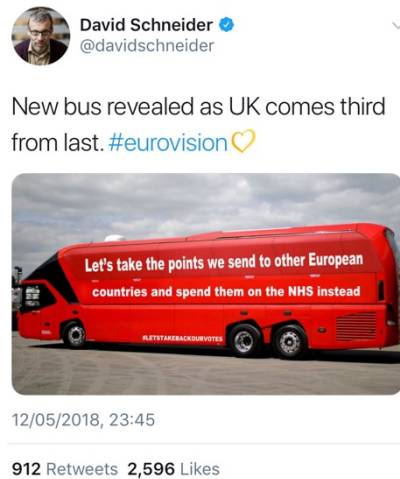 David Schneider
@davidschneider
New bus revealed as UK comes third
from last. #eurovision
Let's take the points we send to other European
countries and spend them on the NHS instead
#LETSTAKEBACKOURVOTES
12/05/2018, 23:45
912 Retweets 2,596 Likes